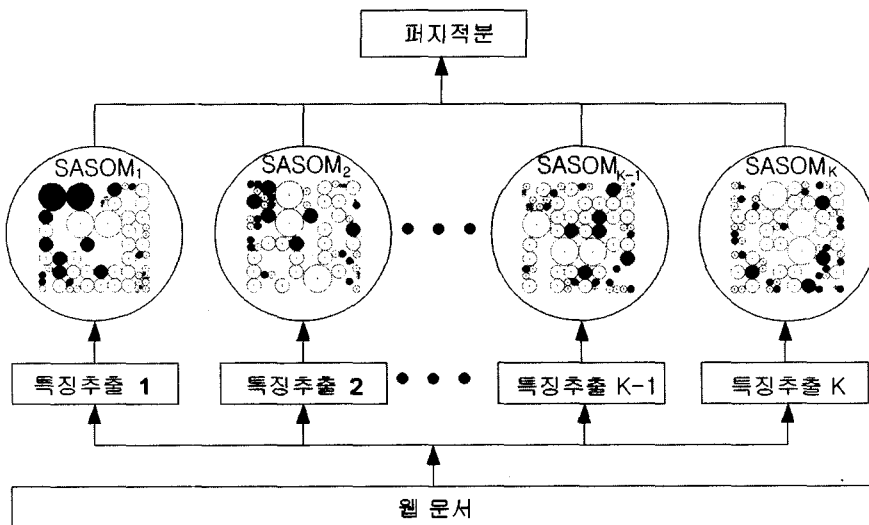 퍼지적분
SASOM1
SASOM2
SASOMK-1
SASOMK
특징추출 1
특징추출 2
특징추출 K-1
특징추출 K
웹 문서